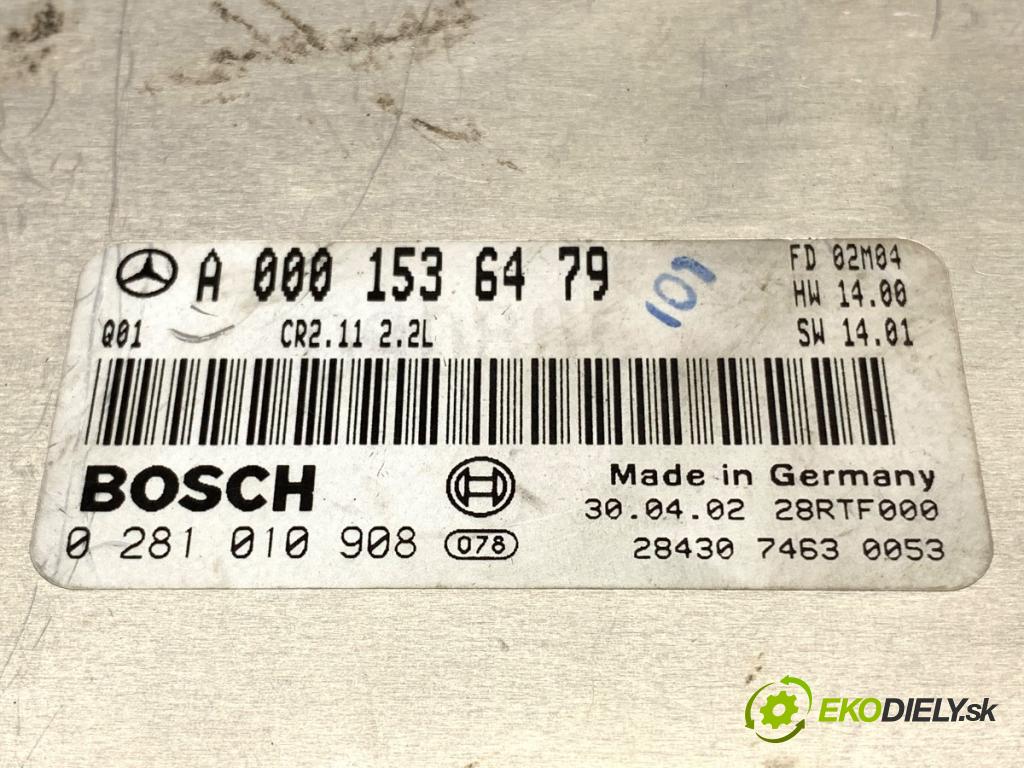 A 000 153 64 79
101
FD 02M04
HW 14.00
Q01 CR2.11 2.2L
SW 14.01
BOSCH
Made in Germany
30.04.02 28RTF000
0 281 010 908 078
28430 7463 0053
EKODIELY.sk